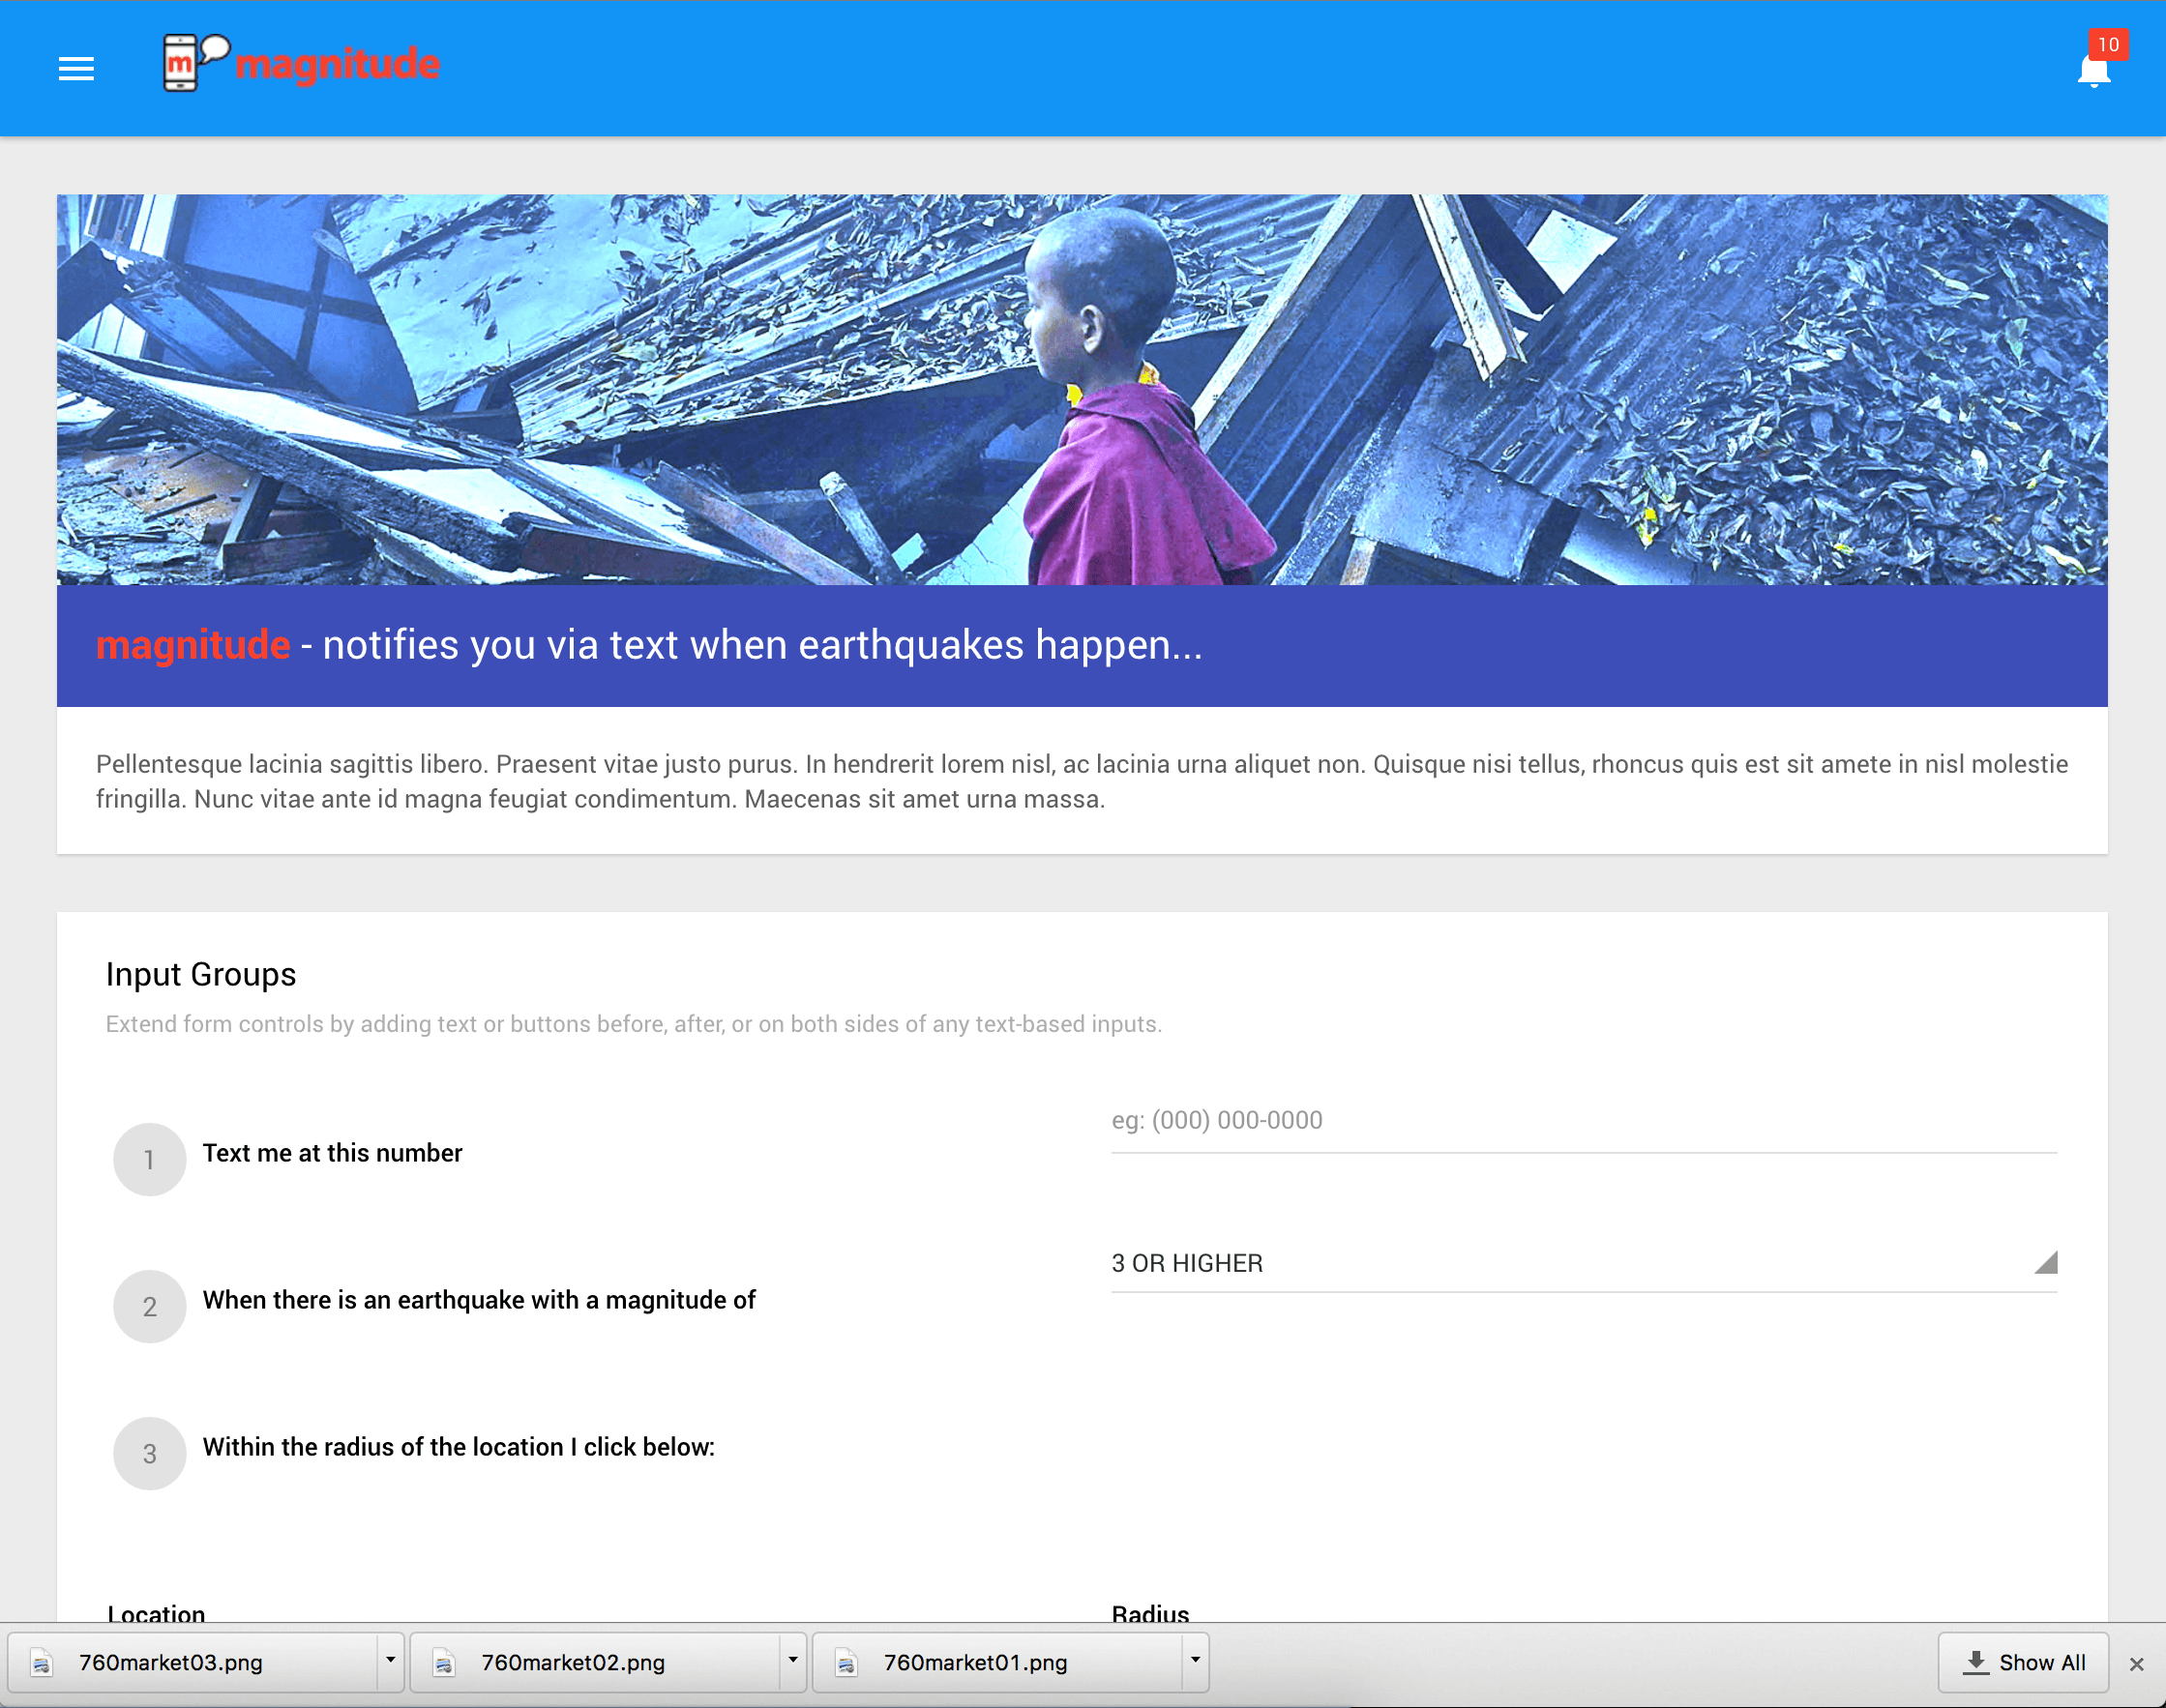 m magnitude
10
magnitude - notifies you via text when earthquakes happen...
Pellentesque lacinia sagittis libero. Praesent vitae justo purus. In hendrerit lorem nisl, ac lacinia urna aliquet non. Quisque nisi tellus, rhoncus quis est sit amete in nisl molestie
fringilla. Nunc vitae ante id magna feugiat condimentum. Maecenas sit amet urna massa.
Input Groups
Extend form controls by adding text or buttons before, after, or on both sides of any text-based inputs.
1 Text me at this number
eg: (000) 000-0000
2 When there is an earthquake with a magnitude of
3 OR HIGHER
3 Within the radius of the location I click below:
Location
Radius
760market03.png
760market02.png
760market01.png
Show All